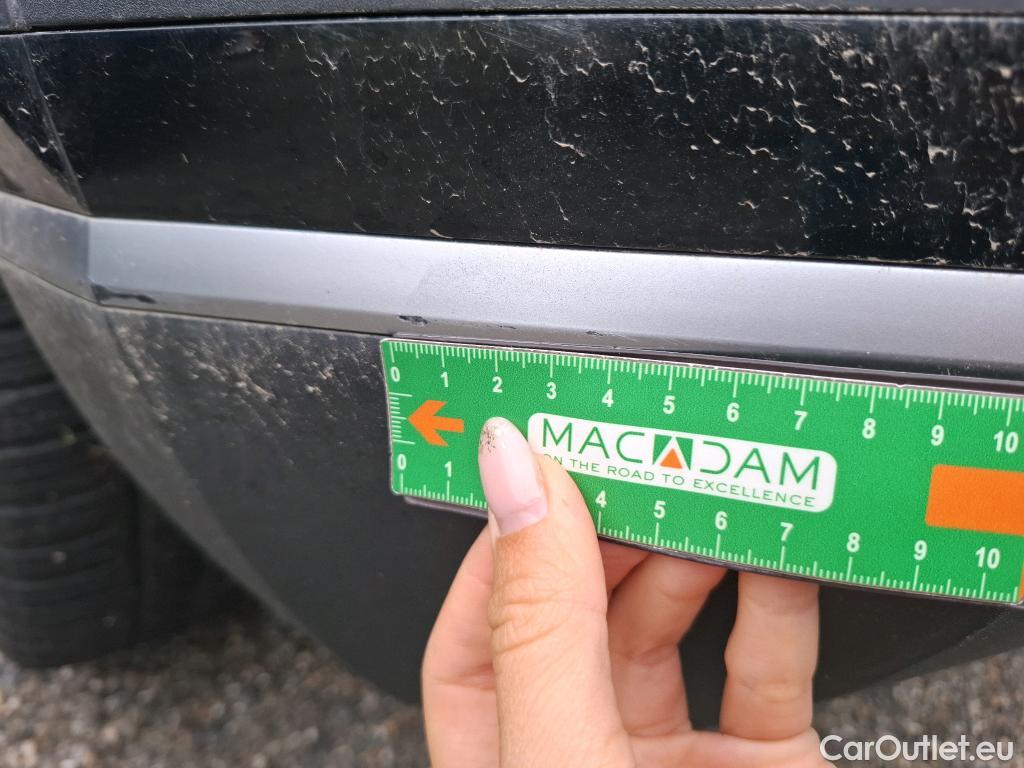 0 1 2 3 4 5 6 7 8 9 10
MACADAM
ON THE ROAD TO EXCELLENCE
0 1 4 5 6 7 8 9 10
CarOutlet.eu